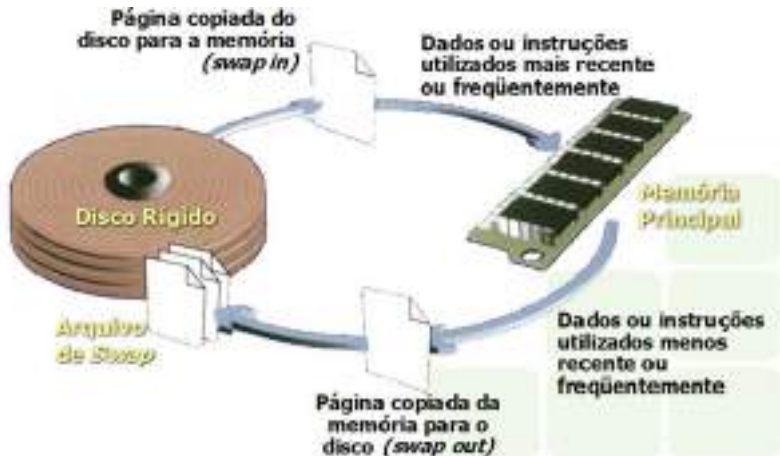 Página copiada do
disco para a memória
(swap in)
Dados ou instruções
utilizados mais recente
ou freqüentemente
Disco Rígido
Memória
Principal
Arquivo
de Swap
Dados ou instruções
utilizados menos
recente ou
freqüentemente
Página copiada da
memória para o
disco (swap out)